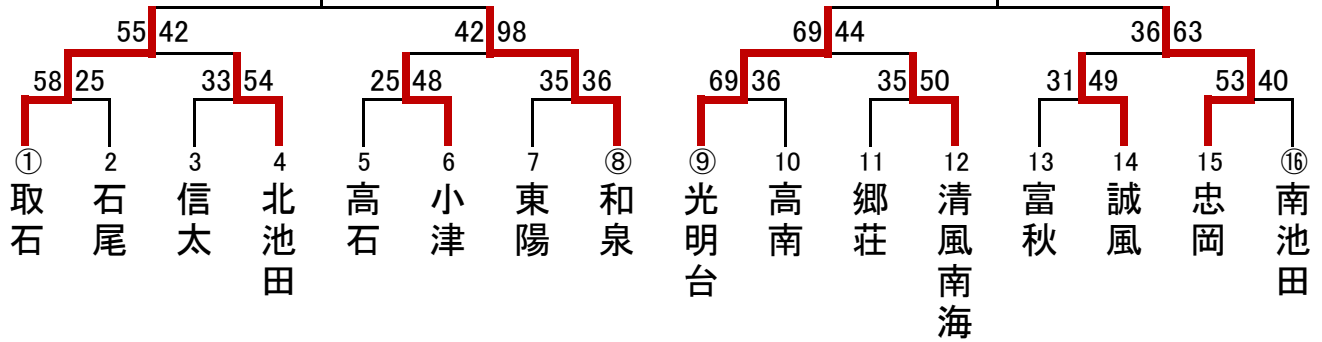 55 42 42 98 69 44 36 63
58 25 33 54 25 48 35 36 69 36 35 50 31 49 53 40
① 2 3 4 5 6 7 ⑧ ⑨ 10 11 12 13 14 15 ⑯
取石
石尾
信太
北池田
高石
小津
東陽
和泉
光明台
高南
郷荘
清風南海
富秋
誠風
忠岡
南池田